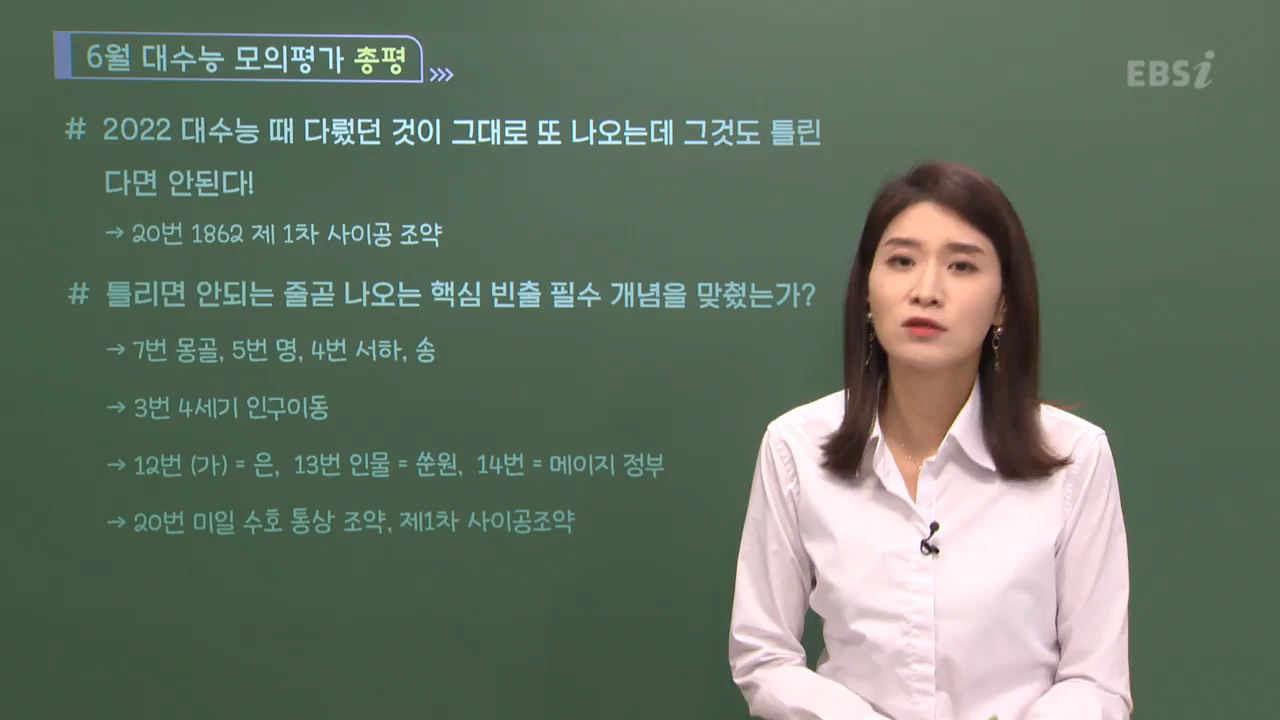 6월 대수능 모의평가 총평
EBSi
# 2022 대수능 때 다뤘던 것이 그대로 또 나오는데 그것도 틀린
다면 안된다!
→ 20번 1862 제 1차 사이공 조약
# 틀리면 안되는 줄곧 나오는 핵심 빈출 필수 개념을 맞췄는가?
→ 7번 몽골, 5번 명, 4번 서하, 송
→ 3번 4세기 인구이동
→ 12번 (가) = 은, 13번 인물 = 쑨원, 14번 = 메이지 정부
→ 20번 미일 수호 통상 조약, 제1차 사이공조약